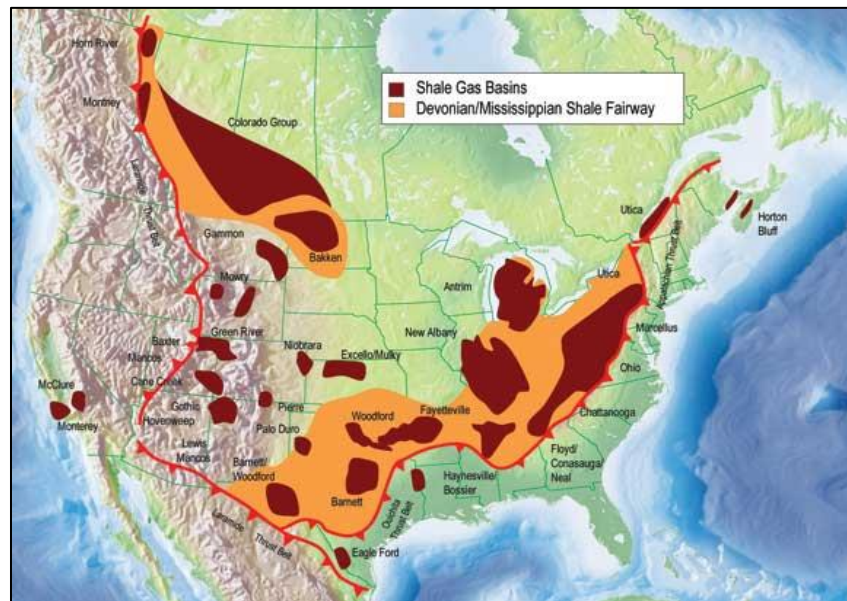 Horn River
Shale Gas Basins
Devonian/Mississippian Shale Fairway
Montney
Colorado Group
Laramide
Thrust Belt
Utica
Horton
Bluff
Gammon
Bakken
Appalachian Thrust Belt
Utica
Mowry
Antrim
Marcellus
Green River
New Albany
Baxter
Niobrara
Excello/Mulky
Mancos
Ohio
McClure
Cane Creek
Chattanooga
Gothic
Pierre
Woodford
Fayetteville
Monterey
Hovenweep
Palo Duro
Lewis
Mancos
Barnett/
Woodford
Haynesville/
Bossier
Floyd/
Conasauga/
Neal
Barnett
Ouchita
Thrust Belt
Laramide
Thrust Belt
Eagle Ford